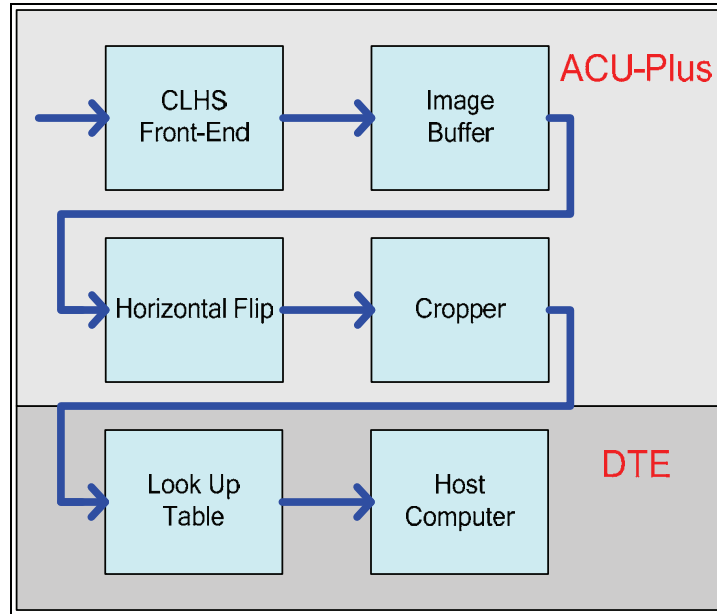 ACU-Plus
CLHS
Front-End
Image
Buffer
Horizontal Flip
Cropper
DTE
Look Up
Table
Host
Computer